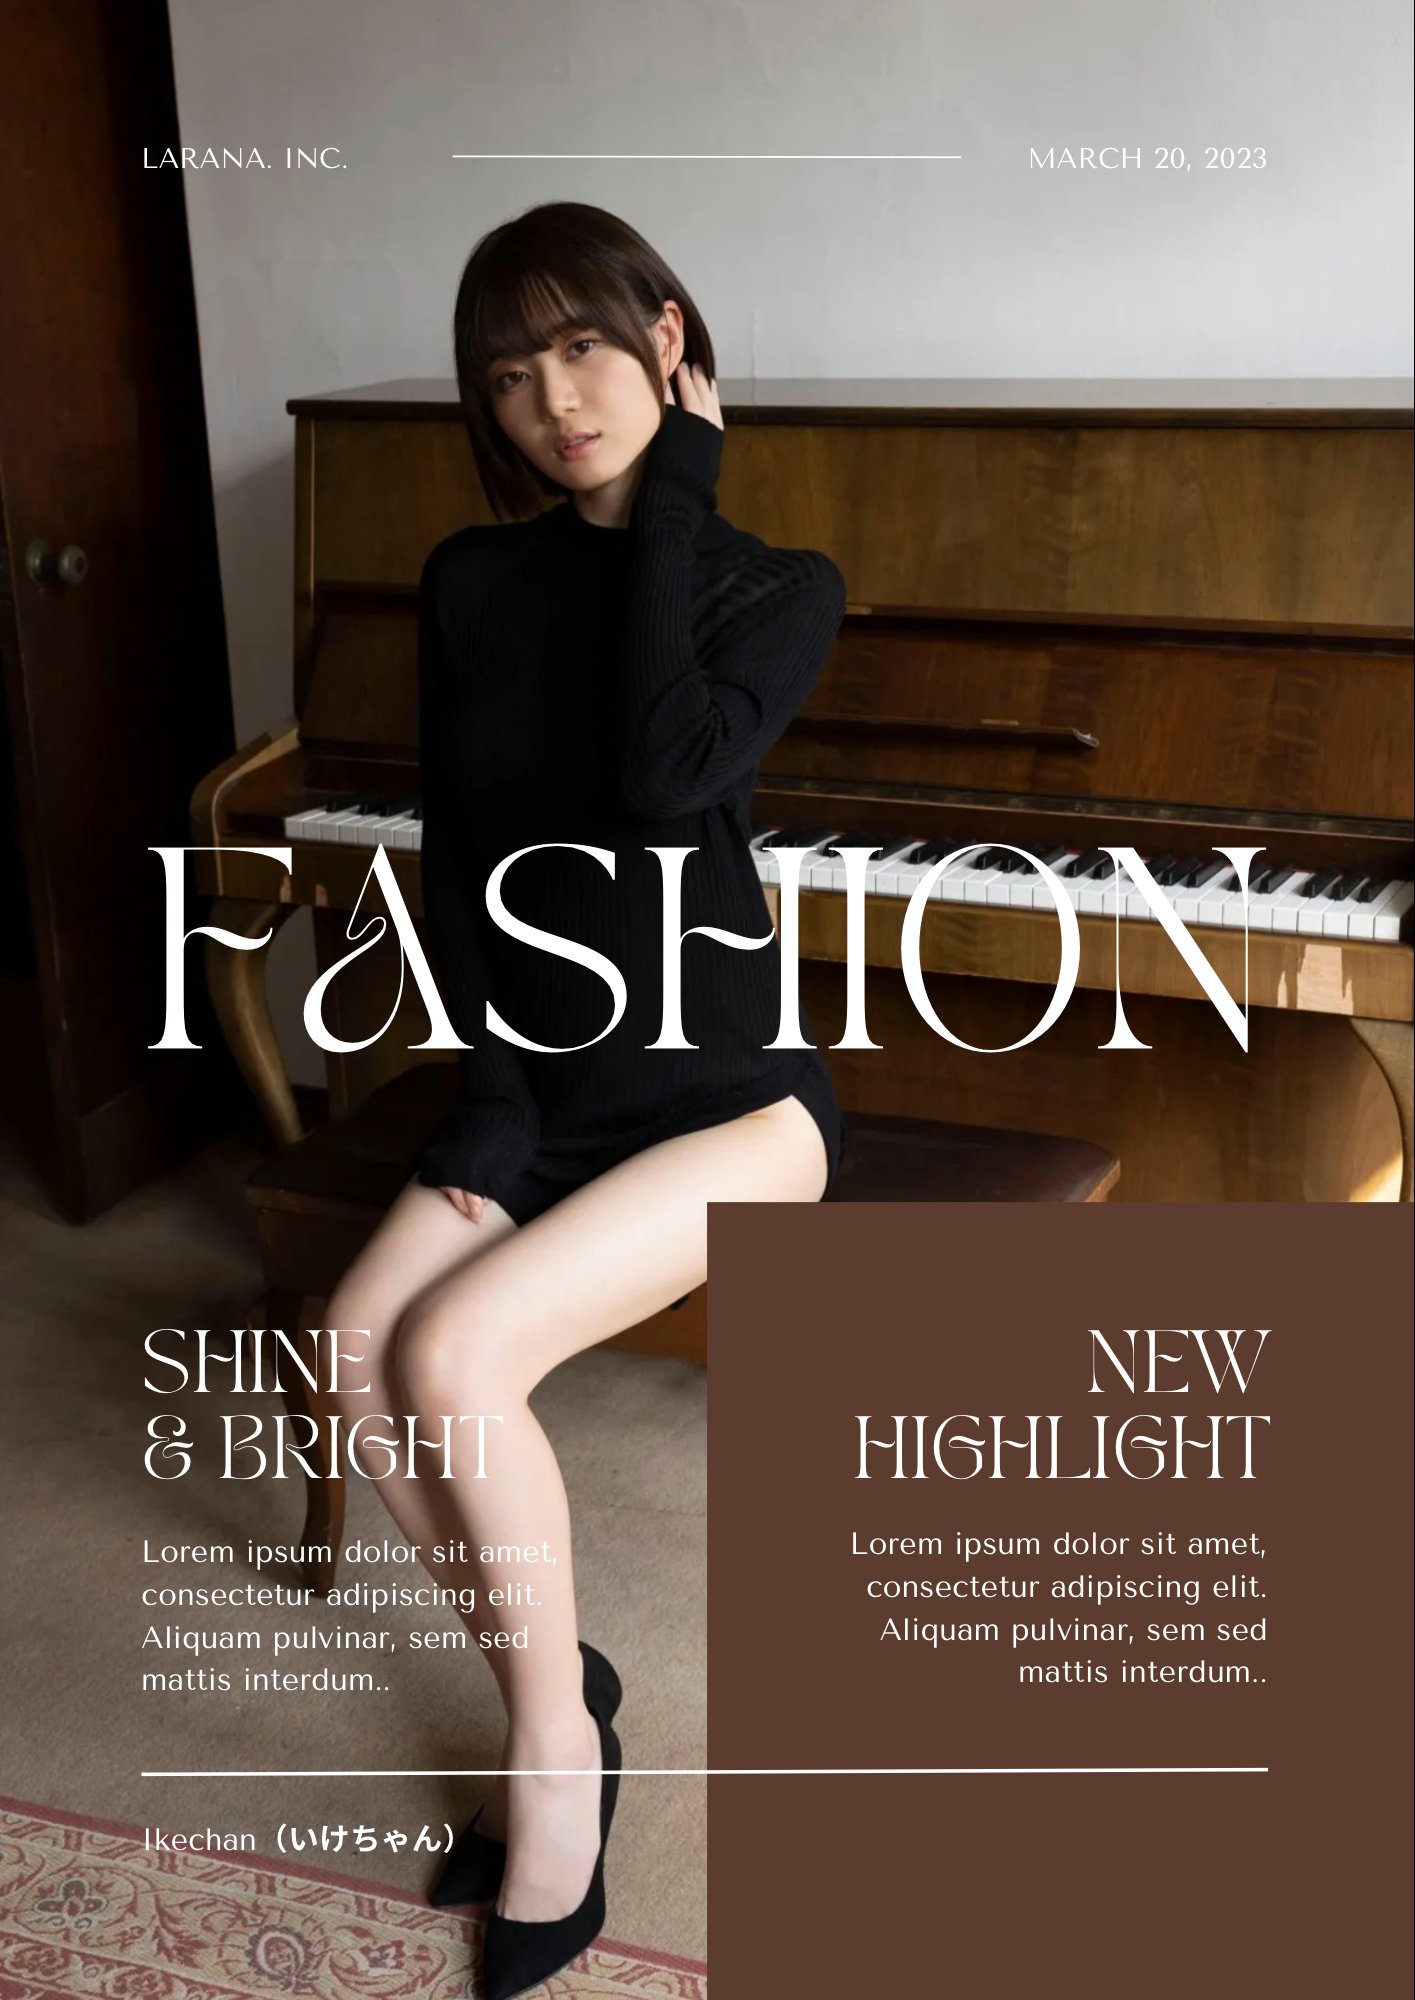 LARANA. INC.
MARCH 20, 2023
FASHION
SHINE
& BRIGHT
Lorem ipsum dolor sit amet,
consectetur adipiscing elit.
Aliquam pulvinar, sem sed
mattis interdum..
NEW
HIGHLIGHT
Lorem ipsum dolor sit amet,
consectetur adipiscing elit.
Aliquam pulvinar, sem sed
mattis interdum..
Ikechan（いけちゃん）